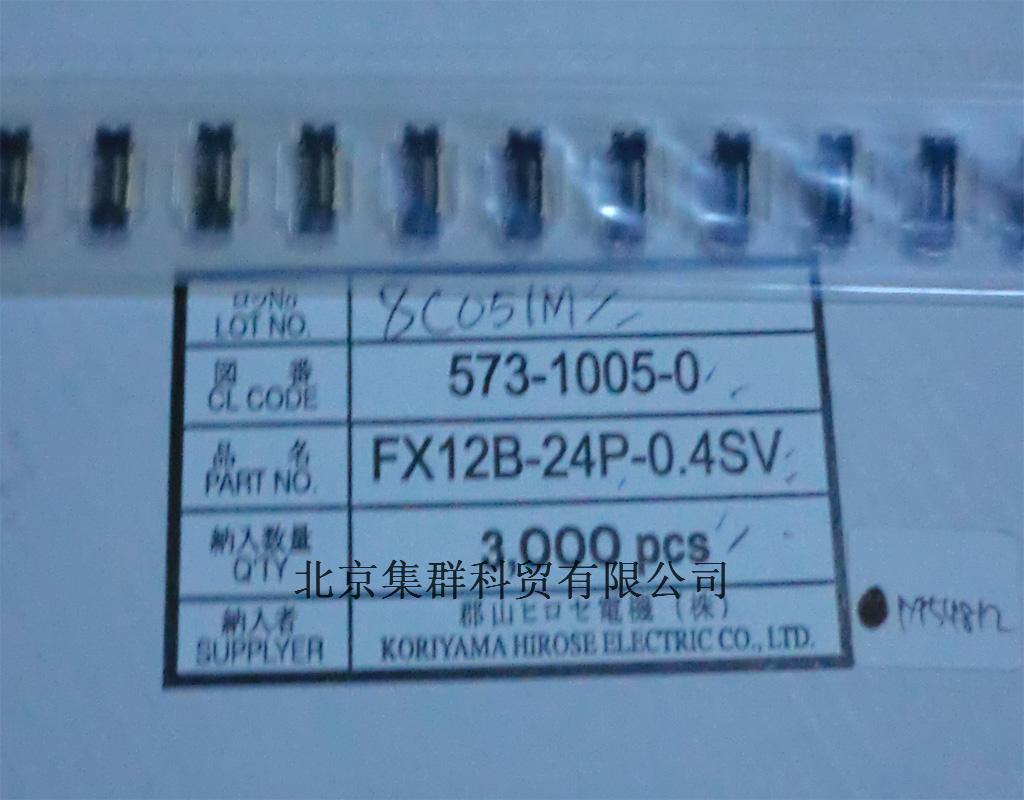 ロッNo
LOT NO.
8C051M
図 番
CL CODE
573-1005-0
品 名
PART NO.
FX12B-24P-0.4SV
納入数量
Q'TY
3,000 pcs
北京集群科贸有限公司
納入者
SUPPLYER
郡山ヒロセ電機(株)
KORIYAMA HIROSE ELECTRIC CO., LTD.